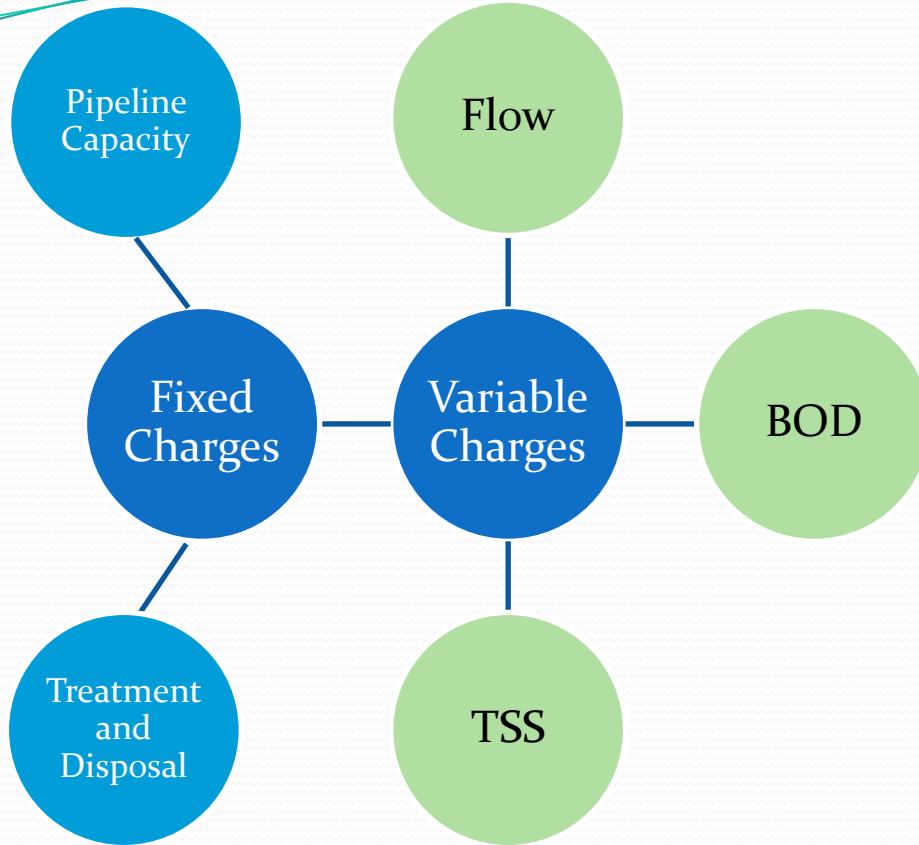 Pipeline
Capacity
Flow
Fixed
Charges
Variable
Charges
BOD
Treatment
and
Disposal
TSS